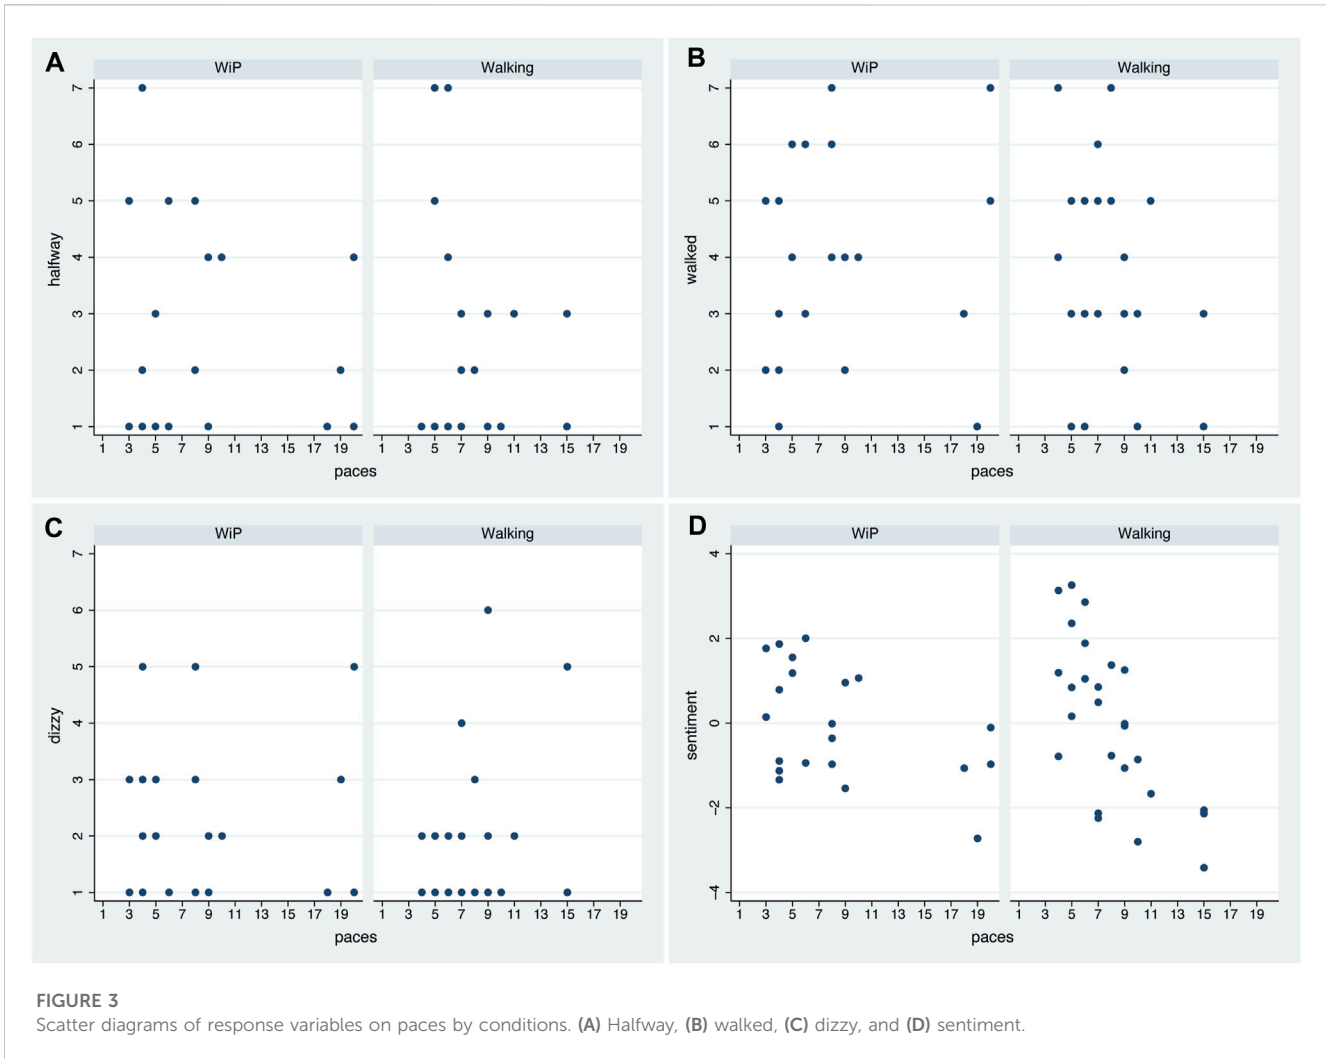 A
WiP
Walking
halfway
7
6
5
4
3
2
1
1 3 5 7 9 11 13 15 17 19
1 3 5 7 9 11 13 15 17 19
paces
B
WiP
Walking
walked
7
6
5
4
3
2
1
1 3 5 7 9 11 13 15 17 19
1 3 5 7 9 11 13 15 17 19
paces
C
WiP
Walking
dizzy
7
6
5
4
3
2
1
1 3 5 7 9 11 13 15 17 19
1 3 5 7 9 11 13 15 17 19
paces
D
WiP
Walking
sentiment
4
2
0
−2
−4
1 3 5 7 9 11 13 15 17 19
1 3 5 7 9 11 13 15 17 19
paces
FIGURE 3
Scatter diagrams of response variables on paces by conditions. (A) Halfway, (B) walked, (C) dizzy, and (D) sentiment.